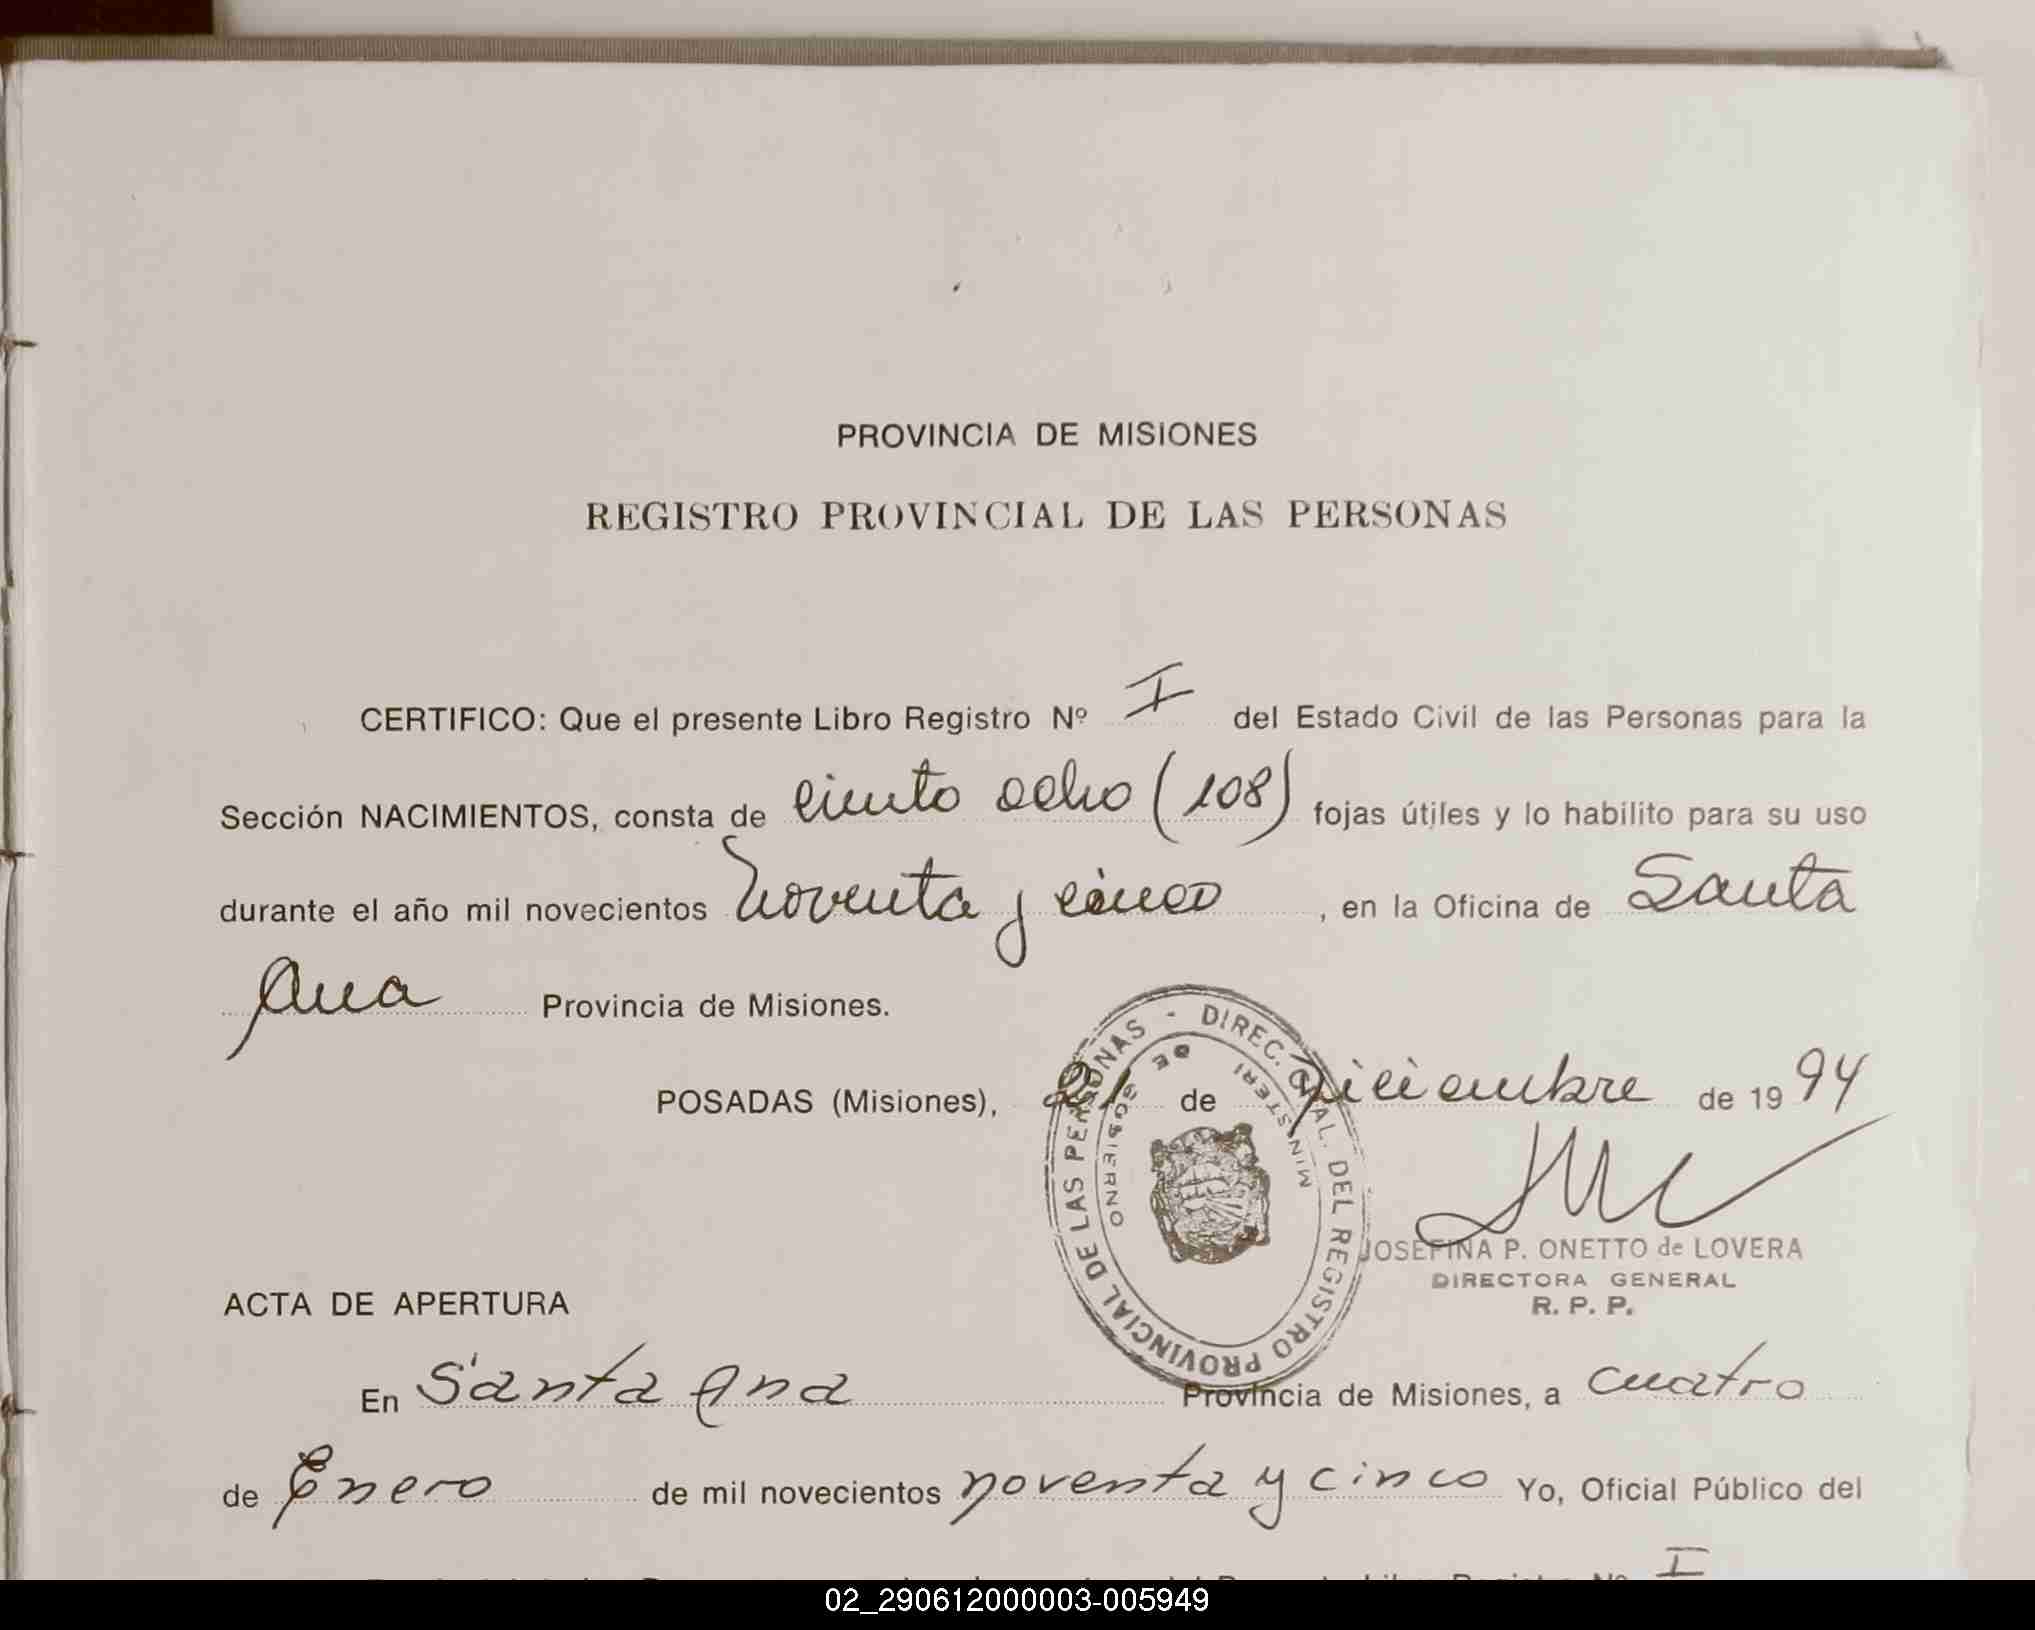 PROVINCIA DE MISIONES
REGISTRO PROVINCIAL DE LAS PERSONAS
CERTIFICO: Que el presente Libro Registro Nº I del Estado Civil de las Personas para la
Sección NACIMIENTOS, consta de ciento ocho (108) fojas útiles y lo habilito para su uso
durante el año mil novecientos noventa y cinco, en la Oficina de Santa
Ana Provincia de Misiones.
POSADAS (Misiones), 21 de Diciembre de 1994
DIREC. GRAL. DEL REGISTRO PROVINCIAL DE LAS PERSONAS -
MINISTERI DE GOBIERNO
JOSEFINA P. ONETTO de LOVERA
DIRECTORA GENERAL
R. P. P.
ACTA DE APERTURA
En Santa Ana Provincia de Misiones, a cuatro
de Enero de mil novecientos noventa y cinco Yo, Oficial Público del
Libro Registro Nº I
02_290612000003-005949